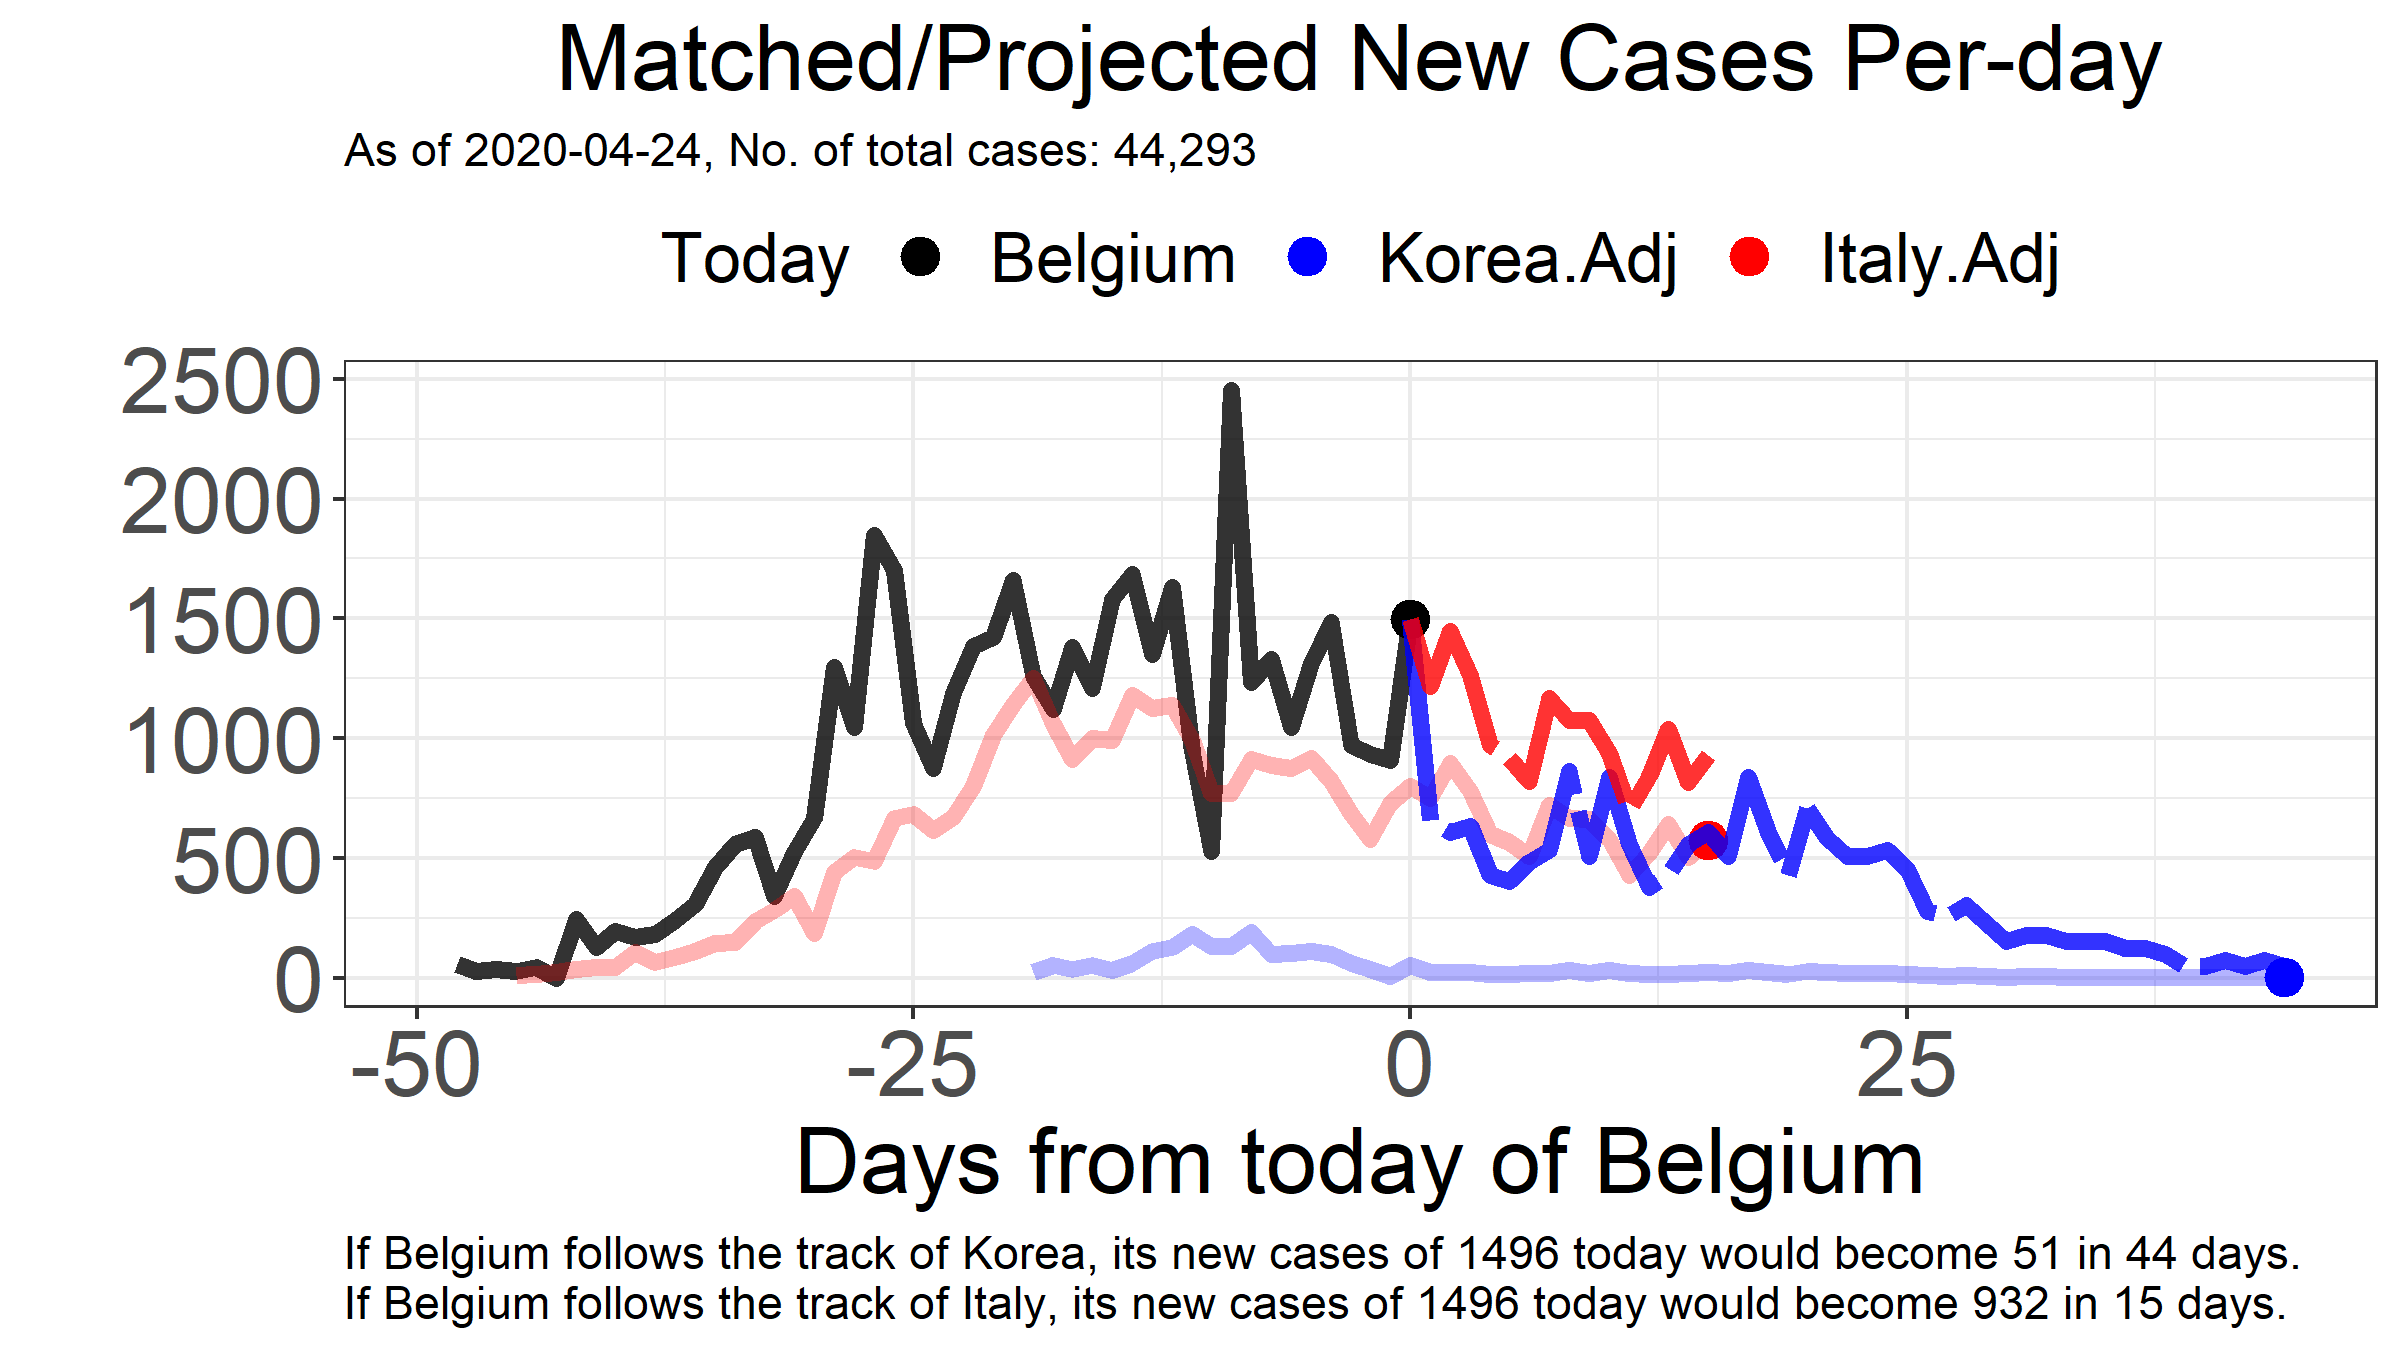 Matched/Projected New Cases Per-day
As of 2020-04-24, No. of total cases: 44,293
Today Belgium Korea.Adj Italy.Adj
2500
2000
1500
1000
500
0
-50 -25 0 25
Days from today of Belgium
If Belgium follows the track of Korea, its new cases of 1496 today would become 51 in 44 days.
If Belgium follows the track of Italy, its new cases of 1496 today would become 932 in 15 days.